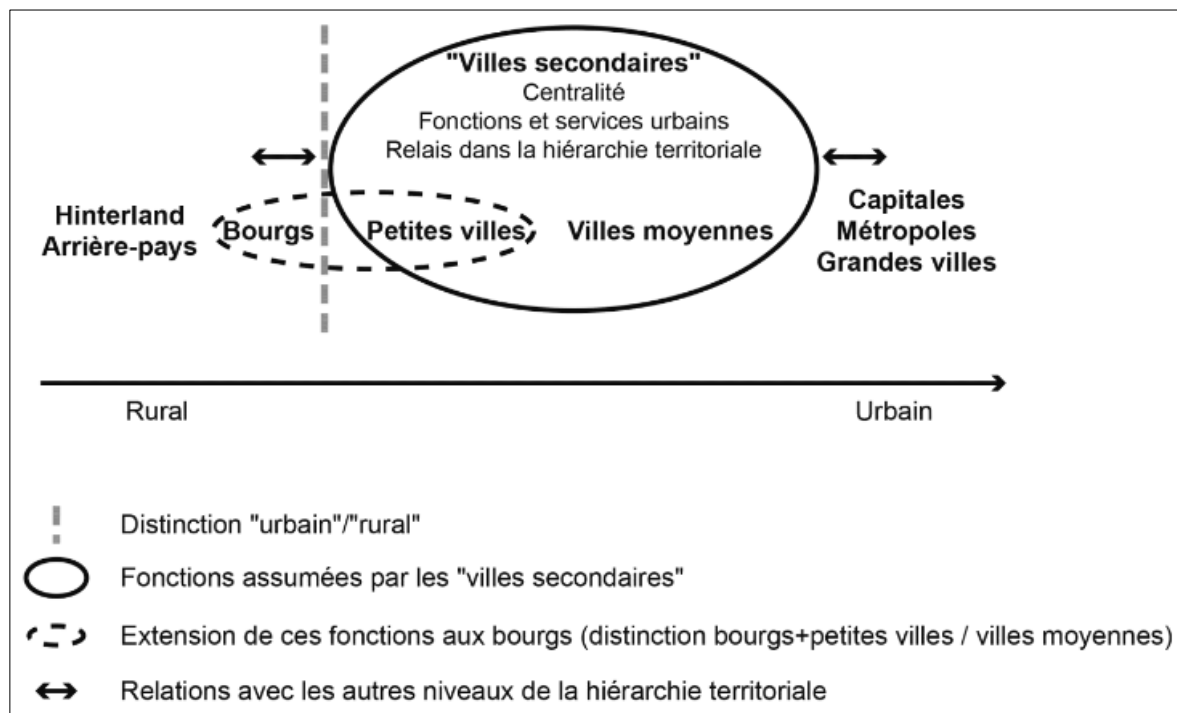 "Villes secondaires"
Centralité
Fonctions et services urbains
Relais dans la hiérarchie territoriale
Hinterland
Arrière-pays
Bourgs
Petites villes
Villes moyennes
Capitales
Métropoles
Grandes villes
Rural
Urbain
Distinction "urbain"/"rural"
Fonctions assumées par les "villes secondaires"
Extension de ces fonctions aux bourgs (distinction bourgs+petites villes / villes moyennes)
Relations avec les autres niveaux de la hiérarchie territoriale